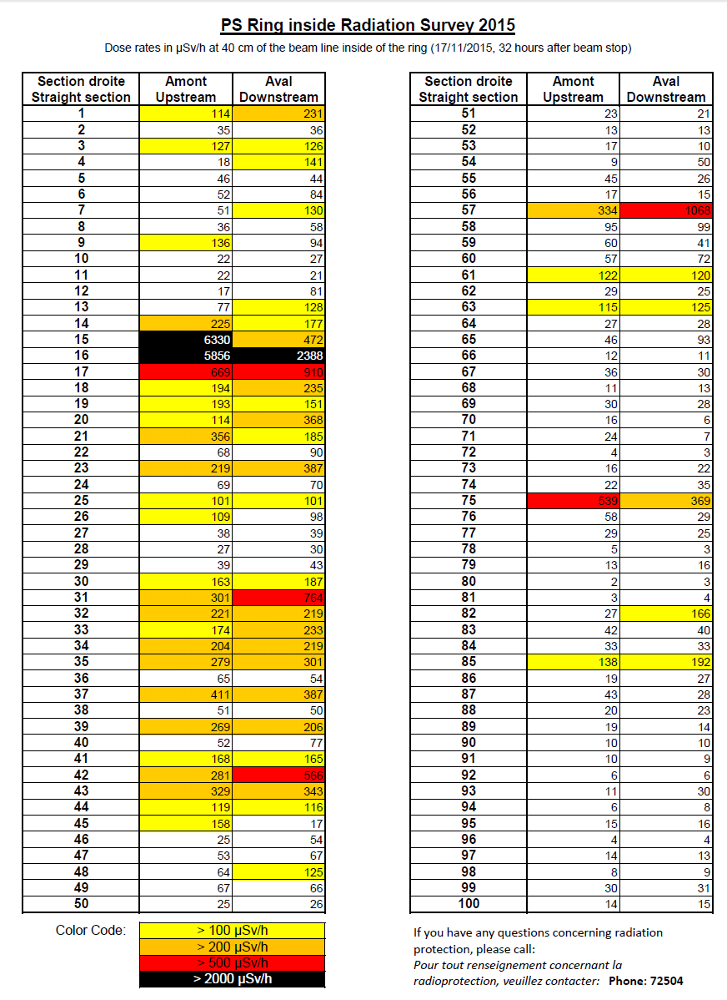 PS Ring inside Radiation Survey 2015
Dose rates in µSv/h at 40 cm of the beam line inside of the ring (17/11/2015, 32 hours after beam stop)
Section droite Amont Aval
Straight section Upstream Downstream
1 114 231
2 35 36
3 127 126
4 18 141
5 46 44
6 52 84
7 51 130
8 36 58
9 136 94
10 22 27
11 22 21
12 17 81
13 77 128
14 225 177
15 6330 472
16 5856 2388
17 669 910
18 194 235
19 193 151
20 114 368
21 356 185
22 68 90
23 219 387
24 69 70
25 101 101
26 109 98
27 38 39
28 27 30
29 39 43
30 163 187
31 301 764
32 221 219
33 174 233
34 204 219
35 279 301
36 65 54
37 411 387
38 51 50
39 269 206
40 52 77
41 168 165
42 281 566
43 329 343
44 119 116
45 158 17
46 25 54
47 53 67
48 64 125
49 67 66
50 25 26
Section droite Amont Aval
Straight section Upstream Downstream
51 23 21
52 13 13
53 17 10
54 9 50
55 45 26
56 17 15
57 334 1068
58 95 99
59 60 41
60 57 72
61 122 120
62 29 25
63 115 125
64 27 28
65 46 93
66 12 11
67 36 30
68 11 13
69 30 28
70 16 6
71 24 7
72 4 3
73 16 22
74 22 35
75 539 369
76 58 29
77 29 25
78 5 3
79 13 16
80 2 3
81 3 4
82 27 166
83 42 40
84 33 33
85 138 192
86 19 27
87 43 28
88 20 23
89 19 14
90 10 10
91 10 9
92 6 6
93 11 30
94 6 8
95 15 16
96 4 4
97 14 13
98 8 9
99 30 31
100 14 15
Color Code: > 100 µSv/h
> 200 µSv/h
> 500 µSv/h
> 2000 µSv/h
If you have any questions concerning radiation
protection, please call:
Pour tout renseignement concernant la
radioprotection, veuillez contacter: Phone: 72504